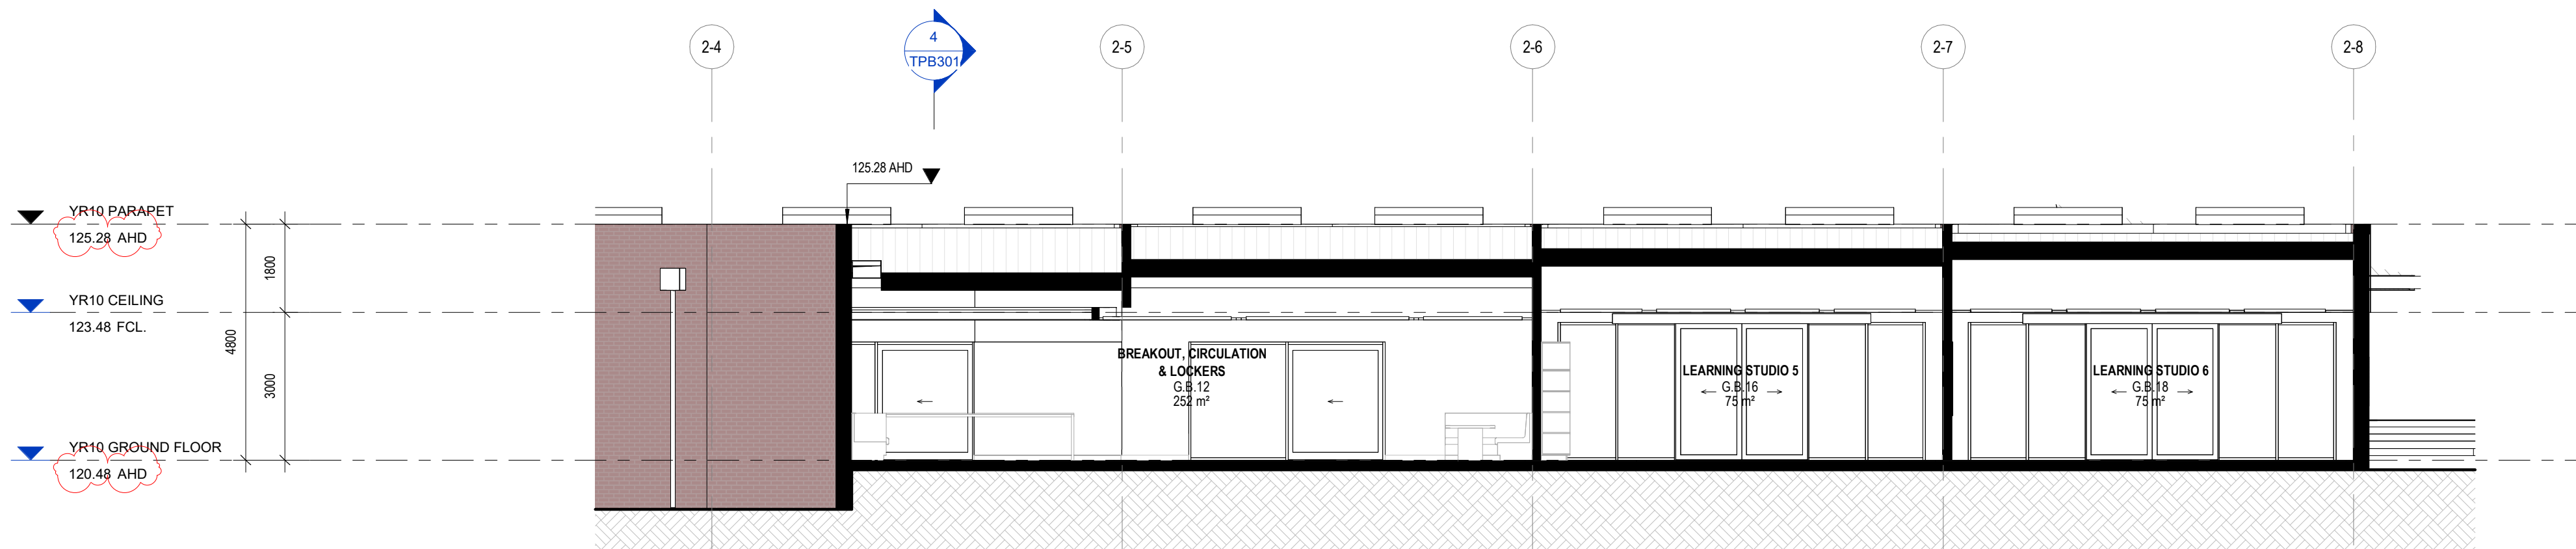 2-4
4
TPB301
2-5
2-6
2-7
2-8
125.28 AHD
YR10 PARAPET
125.28 AHD
1800
YR10 CEILING
123.48 FCL.
4800
3000
BREAKOUT, CIRCULATION
& LOCKERS
G.B.12
252 m²
LEARNING STUDIO 5
G.B.16
75 m²
LEARNING STUDIO 6
G.B.18
75 m²
YR10 GROUND FLOOR
120.48 AHD